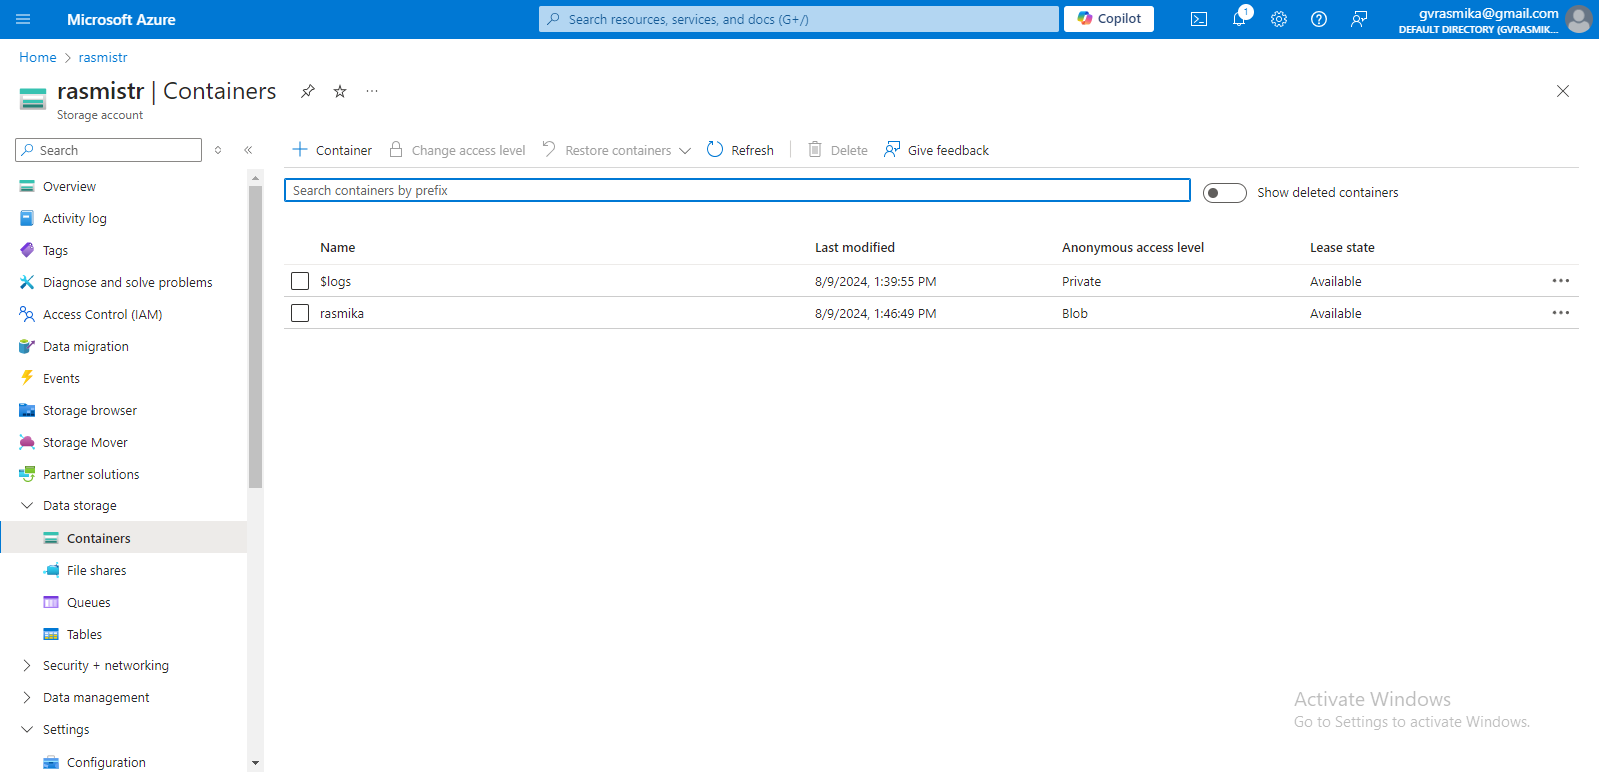 Microsoft Azure
Search resources, services, and docs (G+/)
Copilot
1
gvrasmika@gmail.com
DEFAULT DIRECTORY (GVRASMIK...
Home > rasmistr
rasmistr | Containers
Storage account
Search
Container
Change access level
Restore containers
Refresh
Delete
Give feedback
Search containers by prefix
Show deleted containers
Overview
Activity log
Tags
Diagnose and solve problems
Access Control (IAM)
Data migration
Events
Storage browser
Storage Mover
Partner solutions
Data storage
Containers
File shares
Queues
Tables
Security + networking
Data management
Settings
Configuration
Name Last modified Anonymous access level Lease state
$logs 8/9/2024, 1:39:55 PM Private Available
rasmika 8/9/2024, 1:46:49 PM Blob Available
Activate Windows
Go to Settings to activate Windows.